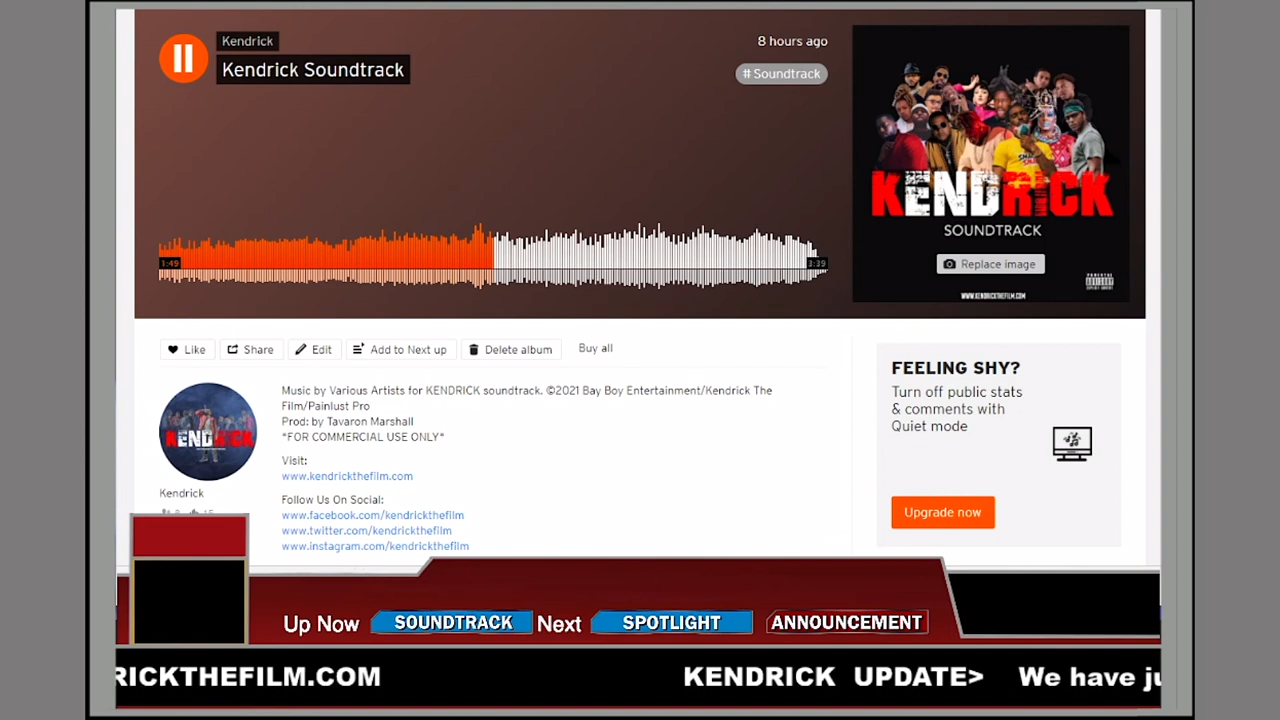 Kendrick
Kendrick Soundtrack
8 hours ago
# Soundtrack
1:49
3:39
KENDRICK
SOUNDTRACK
Replace image
WWW.KENDRICKTHEFILM.COM
Like
Share
Edit
Add to Next up
Delete album
Buy all
KENDRICK
Kendrick
Music by Various Artists for KENDRICK soundtrack. ©2021 Bay Boy Entertainment/Kendrick The
Film/Painlust Pro
Prod: by Tavaron Marshall
*FOR COMMERCIAL USE ONLY*
Visit:
www.kendrickthefilm.com
Follow Us On Social:
www.facebook.com/kendrickthefilm
www.twitter.com/kendrickthefilm
www.instagram.com/kendrickthefilm
FEELING SHY?
Turn off public stats
& comments with
Quiet mode
Upgrade now
Up Now SOUNDTRACK Next SPOTLIGHT ANNOUNCEMENT
RICKTHEFILM.COM KENDRICK UPDATE> We have ju